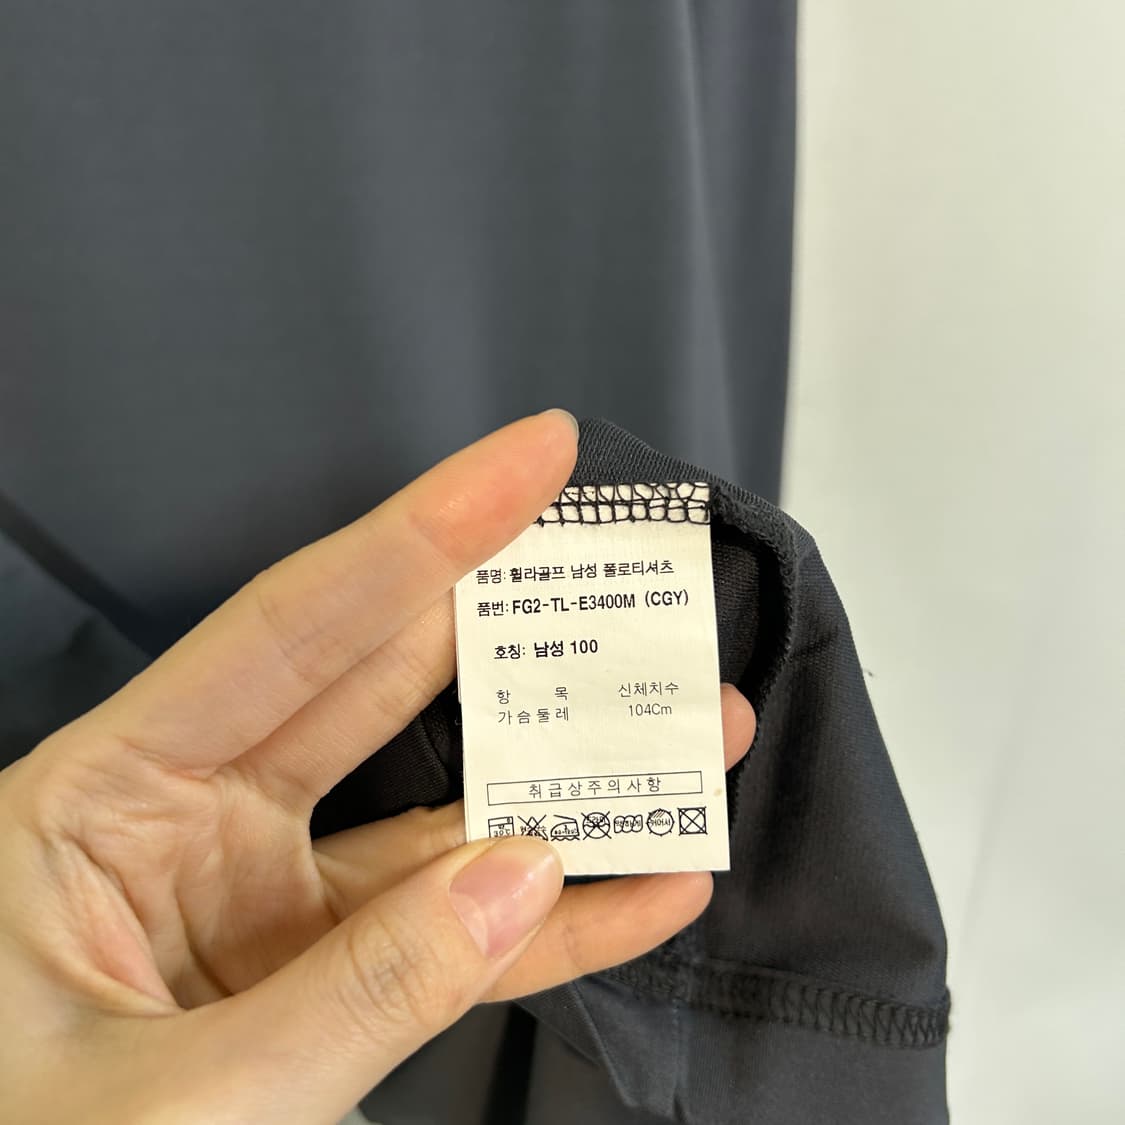 품명: 휠라골프 남성 폴로티셔츠
품번: FG2-TL-E3400M (CGY)
호칭: 남성 100
항 목 신체치수
가슴둘레 104Cm
취급상주의사항